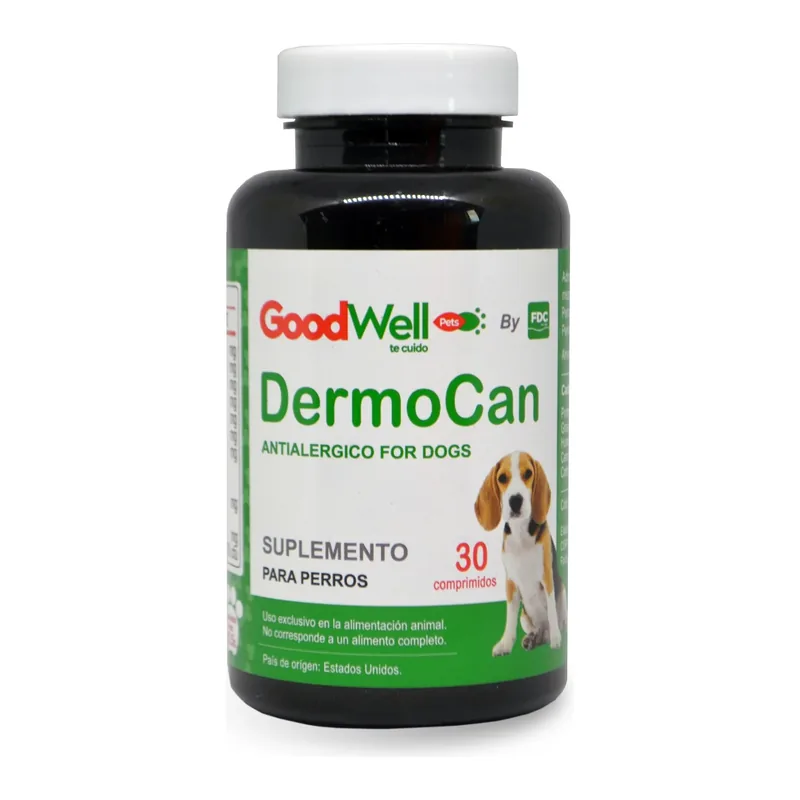 GoodWell Pets By FDC
te cuido
DermoCan
ANTIALERGICO FOR DOGS
SUPLEMENTO
PARA PERROS
30
comprimidos
Uso exclusivo en la alimentación animal.
No corresponde a un alimento completo.
País de origen: Estados Unidos.